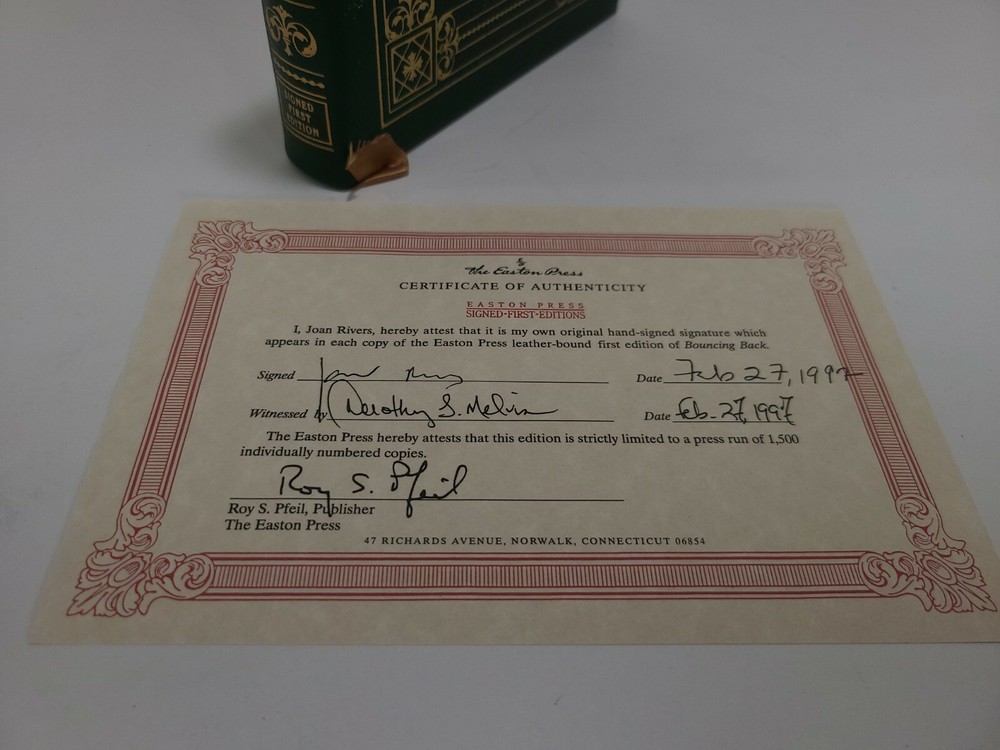 SIGNED
FIRST
EDITION
The Easton Press
CERTIFICATE OF AUTHENTICITY
EASTON PRESS
SIGNED·FIRST·EDITIONS
I, Joan Rivers, hereby attest that it is my own original hand-signed signature which
appears in each copy of the Easton Press leather-bound first edition of Bouncing Back.
Signed Joan Rivers Date Feb 27, 1997
Witnessed by Dorothy S. Melvin Date Feb. 27, 1997
The Easton Press hereby attests that this edition is strictly limited to a press run of 1,500
individually numbered copies.
Roy S. Pfeil
Roy S. Pfeil, Publisher
The Easton Press
47 RICHARDS AVENUE, NORWALK, CONNECTICUT 06854